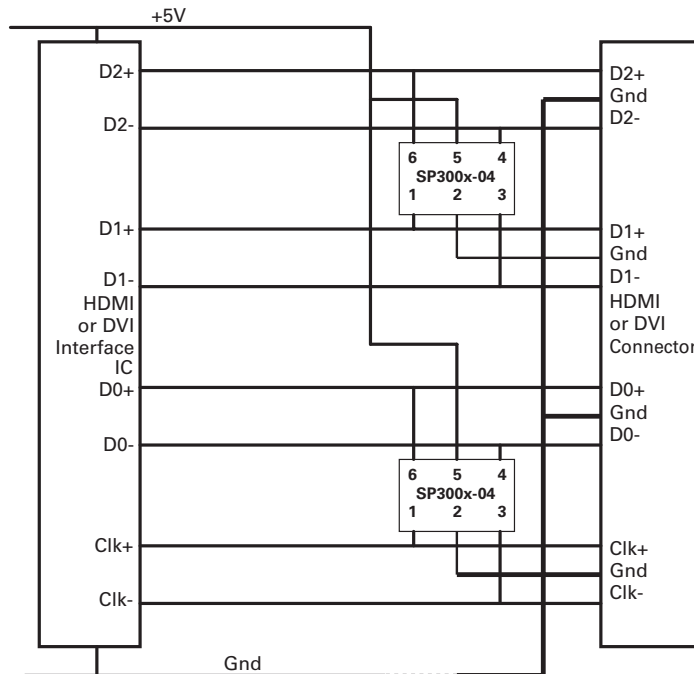 +5V
D2+
D2-
D1+
D1-
HDMI
or DVI
Interface
IC
D0+
D0-
Clk+
Clk-
6 5 4
SP300x-04
1 2 3
6 5 4
SP300x-04
1 2 3
D2+
Gnd
D2-
D1+
Gnd
D1-
HDMI
or DVI
Connector
D0+
Gnd
D0-
Clk+
Gnd
Clk-
Gnd